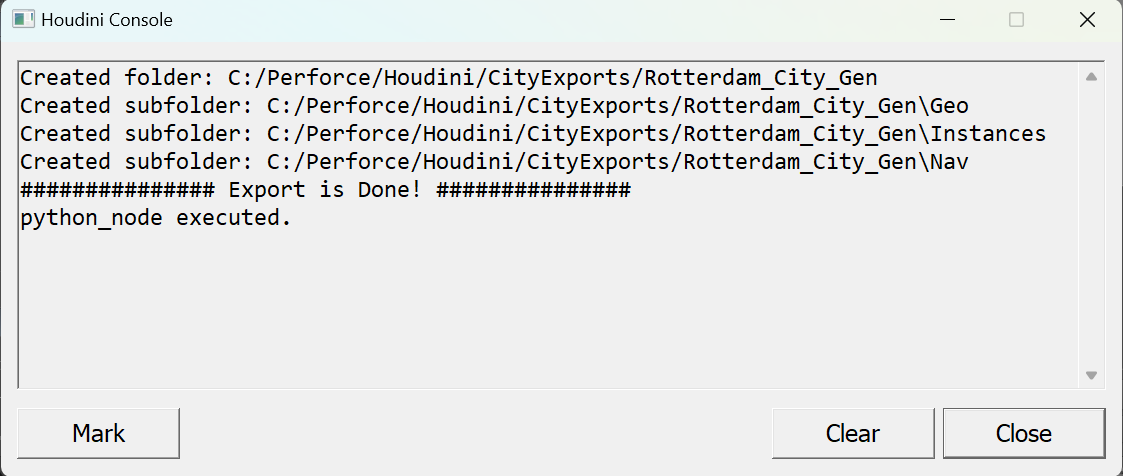 Houdini Console
Created folder: C:/Perforce/Houdini/CityExports/Rotterdam_City_Gen
Created subfolder: C:/Perforce/Houdini/CityExports/Rotterdam_City_Gen\Geo
Created subfolder: C:/Perforce/Houdini/CityExports/Rotterdam_City_Gen\Instances
Created subfolder: C:/Perforce/Houdini/CityExports/Rotterdam_City_Gen\Nav
############### Export is Done! ###############
python_node executed.
Mark
Clear
Close